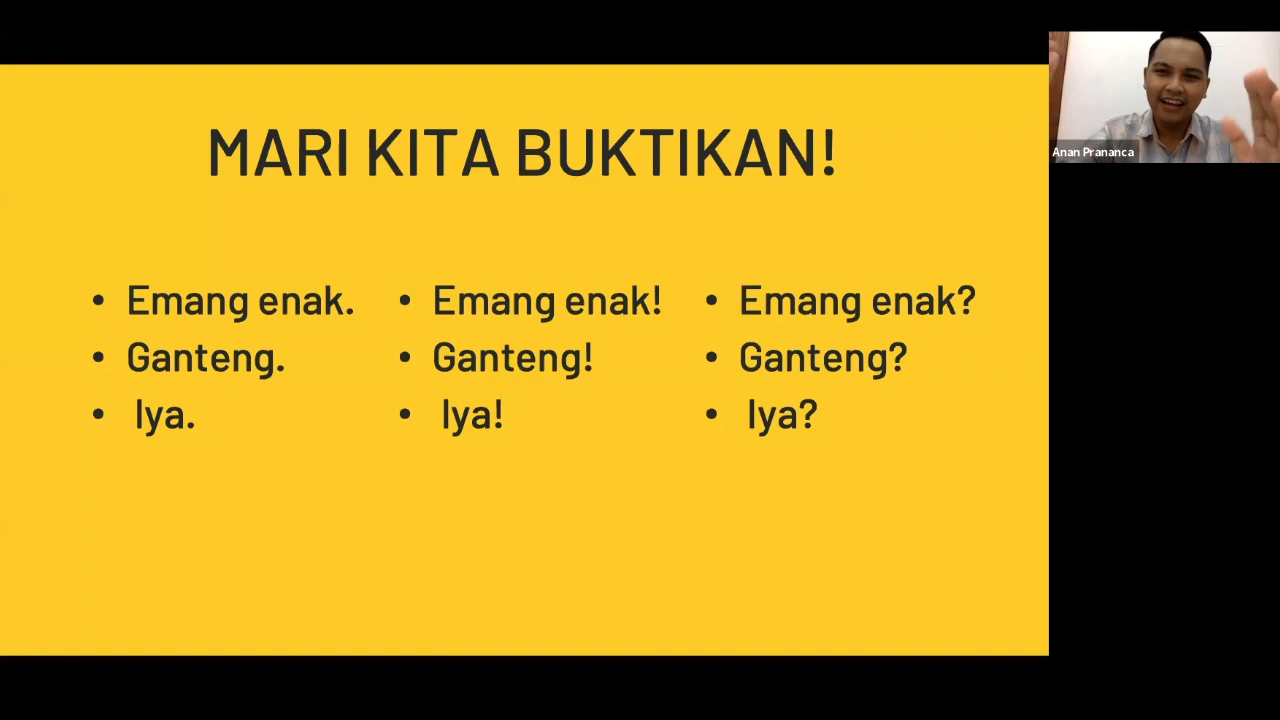 MARI KITA BUKTIKAN!
• Emang enak.
• Ganteng.
• Iya.
• Emang enak!
• Ganteng!
• Iya!
• Emang enak?
• Ganteng?
• Iya?
Anan Prananca